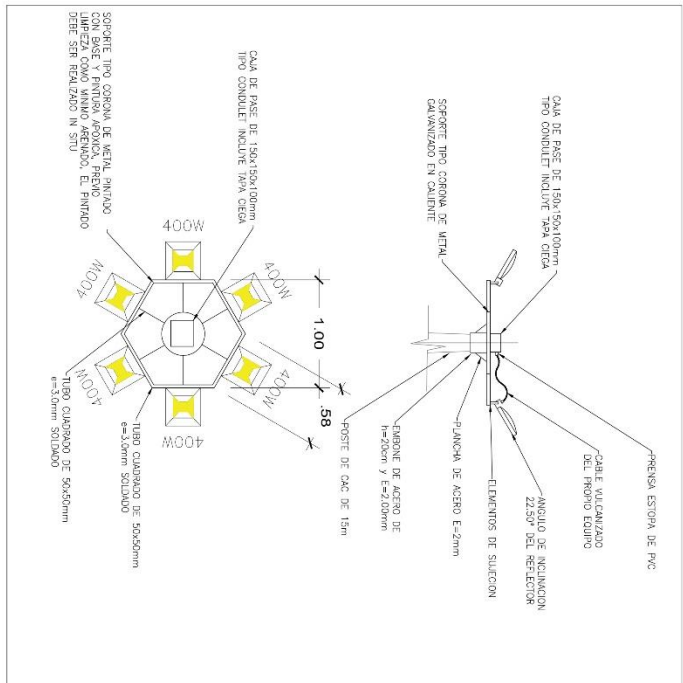 CAJA DE PASE DE 150x150x100mm
TIPO CONDULET INCLUYE TAPA CIEGA
SOPORTE TIPO CORONA DE METAL
GALVANIZADO EN CALIENTE
PRENSA ESTOPA DE PVC
CABLE VULCANIZADO
DEL PROPIO EQUIPO
ANGULO DE INCLINACION
22.50° DEL REFLECTOR
ELEMENTOS DE SUJECION
PLANCHA DE ACERO E=2mm
EMBONE DE ACERO DE
h=20cm y E=2.00mm
POSTE DE CAC DE 15m
CAJA DE PASE DE 150x150x100mm
TIPO CONDULET INCLUYE TAPA CIEGA
SOPORTE TIPO CORONA DE METAL PINTADO
CON BASE Y PINTURA APOXICA, PREVIO
LIMPIEZA COMO MINIMO ARENADO, EL PINTADO
DEBE SER REALIZADO IN SITU
400W
400W
400W
400W
400W
400W
1.00
.58
TUBO CUADRADO DE 50x50mm
e=3.0mm SOLDADO
TUBO CUADRADO DE 50x50mm
e=3.0mm SOLDADO